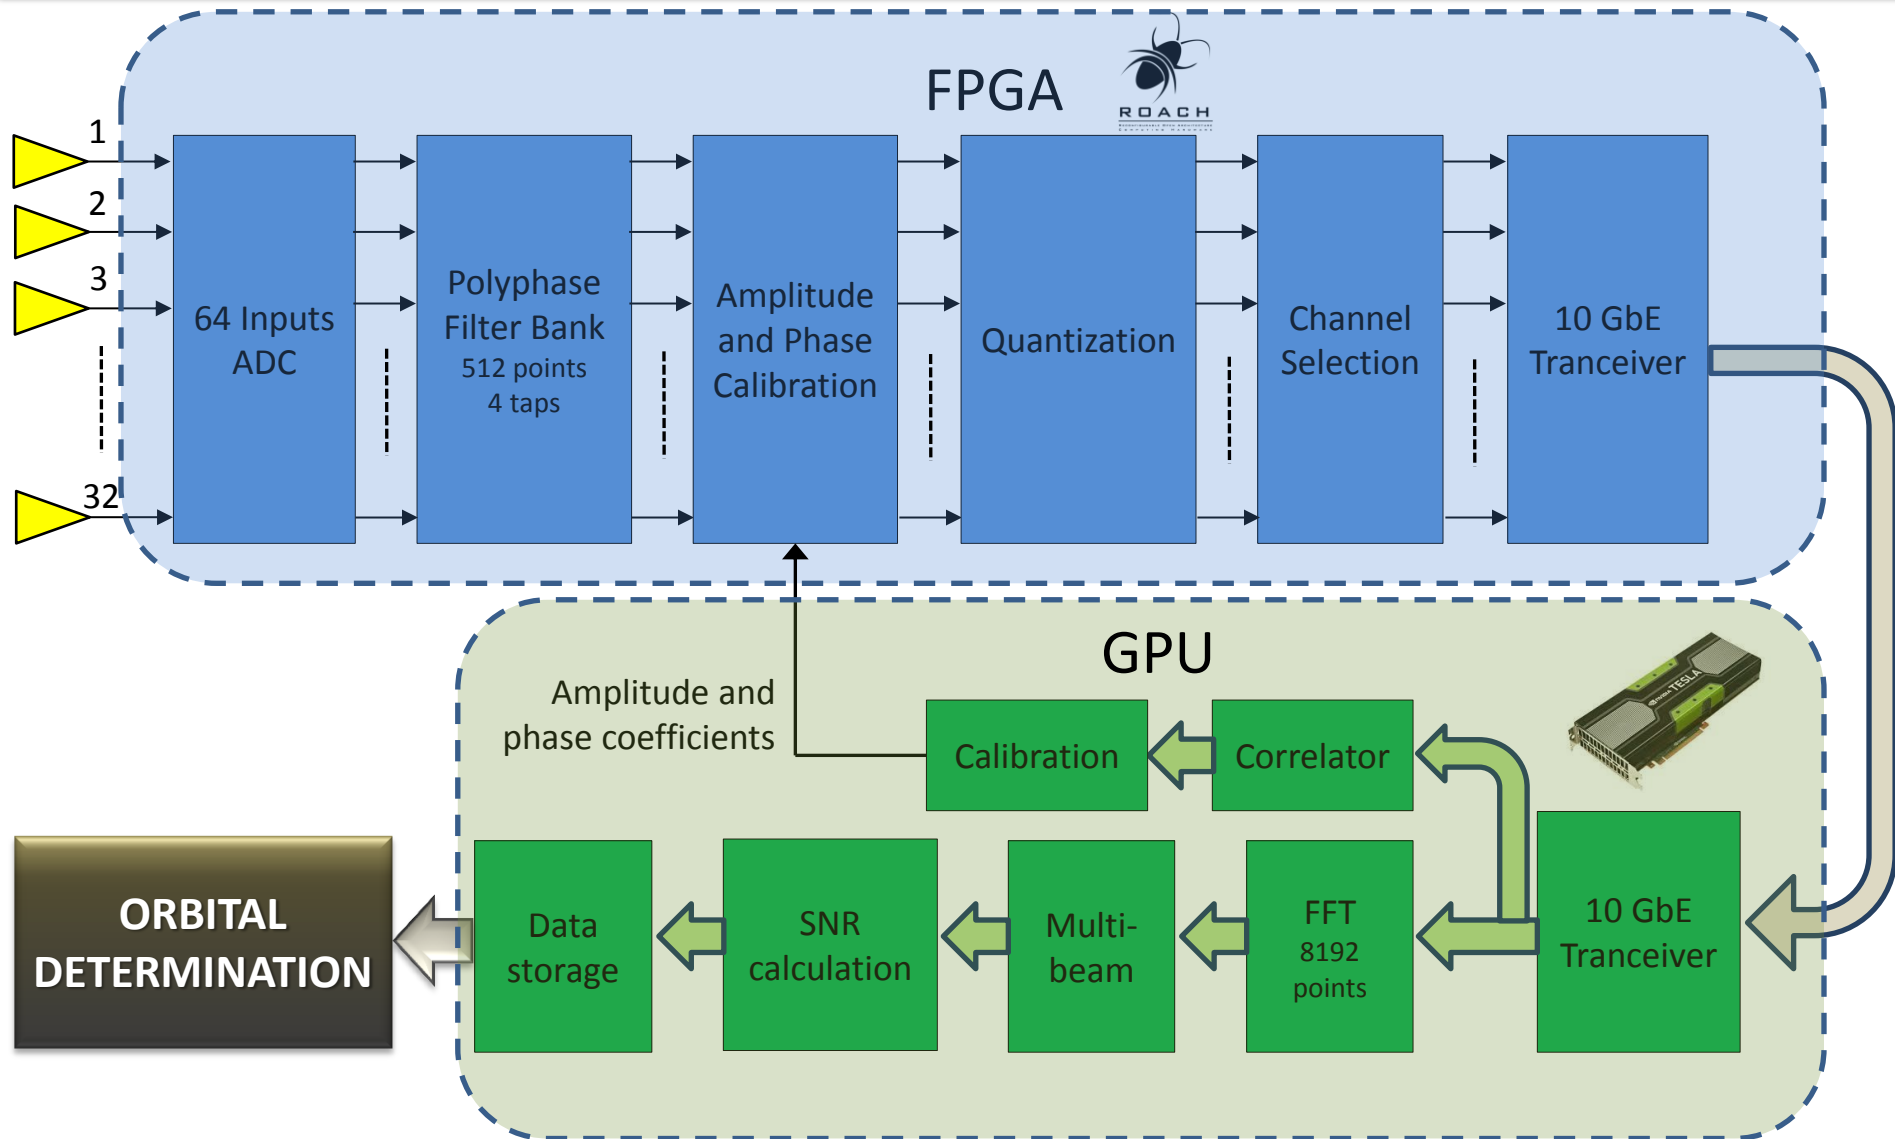 FPGA
ROACH
1
2
3
32
64 Inputs
ADC
Polyphase
Filter Bank
512 points
4 taps
Amplitude
and Phase
Calibration
Quantization
Channel
Selection
10 GbE
Tranceiver
GPU
NVIDIA TESLA
Amplitude and
phase coefficients
Calibration
Correlator
10 GbE
Tranceiver
FFT
8192
points
Multi-
beam
SNR
calculation
Data
storage
ORBITAL
DETERMINATION